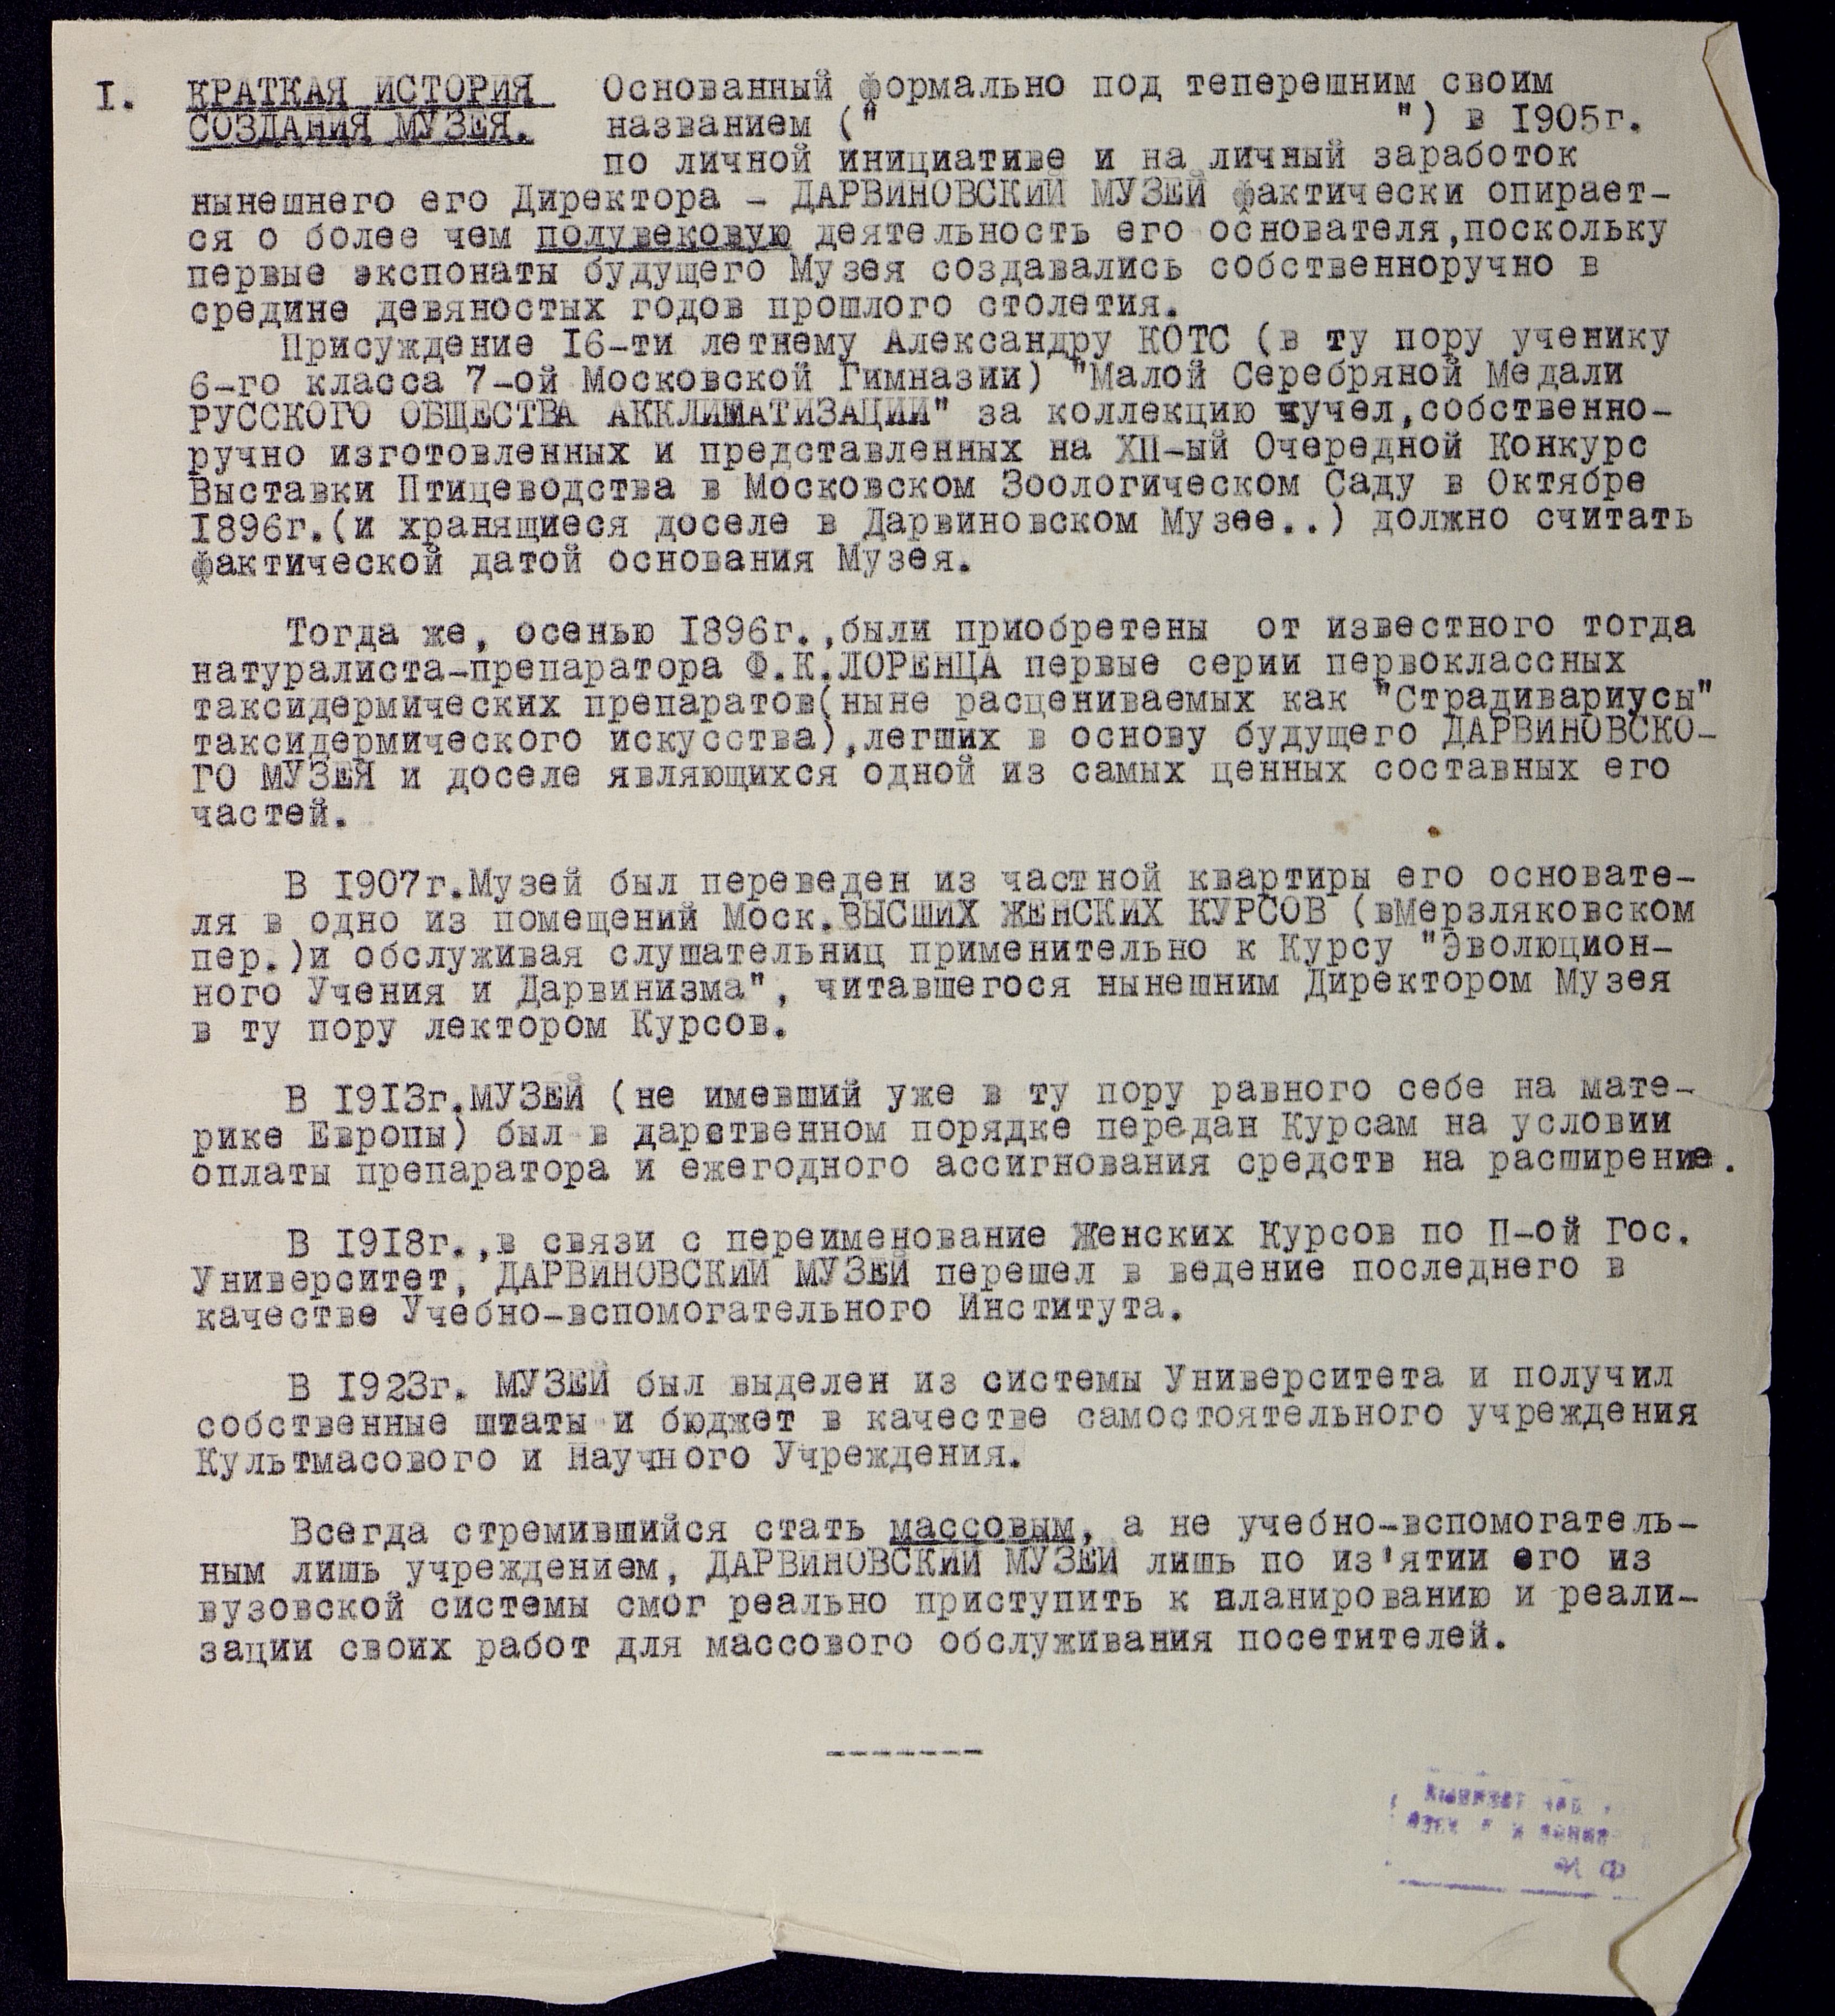 I. КРАТКАЯ ИСТОРИЯ Основанный формально под теперешним своим
СОЗДАНИЯ МУЗЕЯ. названием (" ") в 1905г.
по личной инициативе и на личный заработок
нынешнего его Директора - ДАРВИНОВСКИЙ МУЗЕЙ фактически опирает-
ся о более чем полувековую деятельность его основателя,поскольку
первые экспонаты будущего Музея создавались собственноручно в
средине девяностых годов прошлого столетия.
Присуждение 16-ти летнему Александру КОТС (в ту пору ученику
6-го класса 7-ой Московской Гимназии) "Малой Серебряной Медали
РУССКОГО ОБЩЕСТВА АККЛИМАТИЗАЦИИ" за коллекцию чучел,собственно-
ручно изготовленных и представленных на XII-ый Очередной Конкурс
Выставки Птицеводства в Московском Зоологическом Саду в Октябре
1896г.(и хранящиеся доселе в Дарвиновском Музее..) должно считать
фактической датой основания Музея.
Тогда же, осенью 1896г.,были приобретены от известного тогда
натуралиста-препаратора Ф.К.ЛОРЕНЦА первые серии первоклассных
таксидермических препаратов(ныне расцениваемых как "Страдивариусы"
таксидермического искусства),легших в основу будущего ДАРВИНОВСКО-
ГО МУЗЕЯ и доселе являющихся одной из самых ценных составных его
частей.
В 1907г.Музей был переведен из частной квартиры его основате-
ля в одно из помещений Моск.ВЫСШИХ ЖЕНСКИХ КУРСОВ (вМерзляковском
пер.)и обслуживая слушательниц применительно к Курсу "Эволюцион-
ного Учения и Дарвинизма", читавшегося нынешним Директором Музея
в ту пору лектором Курсов.
В 1913г.МУЗЕЙ (не имевший уже в ту пору равного себе на мате-
рике Европы) был в дарственном порядке передан Курсам на условии
оплаты препаратора и ежегодного ассигнования средств на расширение.
В 1918г.,в связи с переименование Женских Курсов по П-ой Гос.
Университет, ДАРВИНОВСКИЙ МУЗЕЙ перешел в ведение последнего в
качестве Учебно-вспомогательного Института.
В 1923г. МУЗЕЙ был выделен из системы Университета и получил
собственные штаты и бюджет в качестве самостоятельного учреждения
Культмасового и Научного Учреждения.
Всегда стремившийся стать массовым, а не учебно-вспомогатель-
ным лишь учреждением, ДАРВИНОВСКИЙ МУЗЕЙ лишь по из'ятии его из
вузовской системы смог реально приступить к планированию и реали-
зации своих работ для массового обслуживания посетителей.
-------